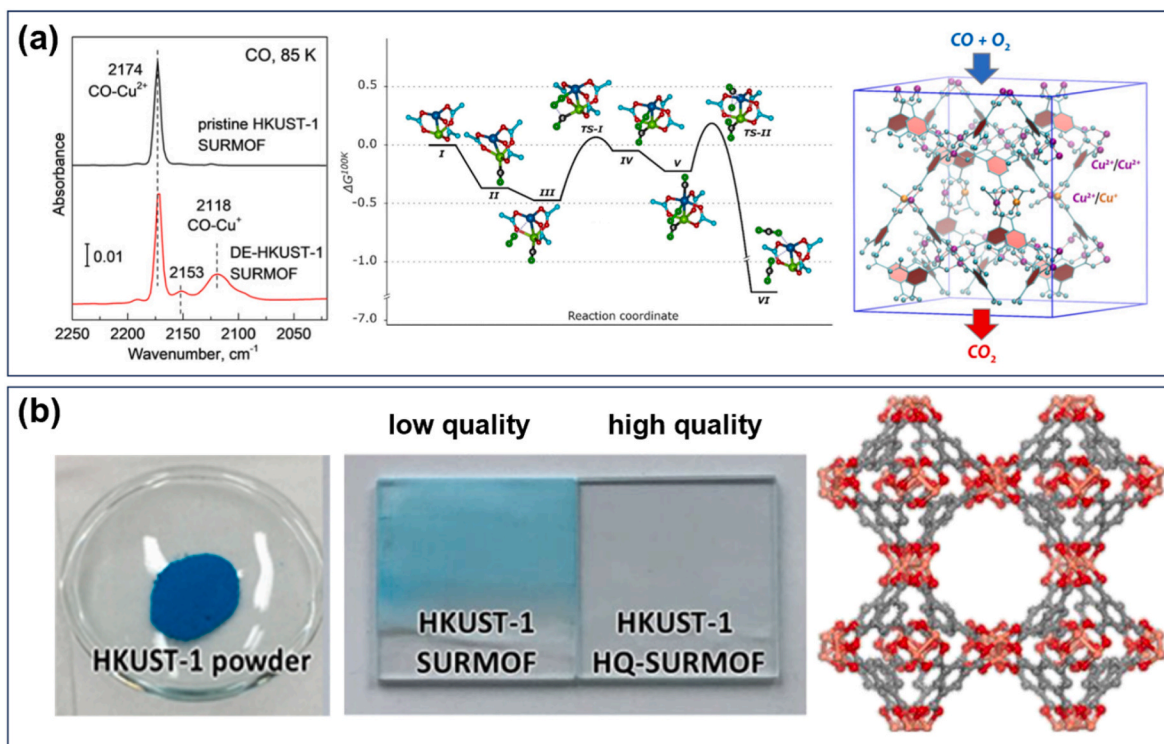 (a)
CO, 85 K
2174
CO-Cu²⁺
pristine HKUST-1
SURMOF
2118
CO-Cu⁺
0.01
2153
DE-HKUST-1
SURMOF
Absorbance
2250 2200 2150 2100 2050
Wavenumber, cm⁻¹
ΔG¹⁰⁰ᴷ
0.5
0.0
-0.5
-1.0
-7.0
I
II
III
TS-I
IV
V
TS-II
VI
Reaction coordinate
CO + O₂
Cu²⁺/Cu²⁺
Cu²⁺/Cu⁺
CO₂
(b)
low quality
high quality
HKUST-1 powder
HKUST-1
SURMOF
HKUST-1
HQ-SURMOF